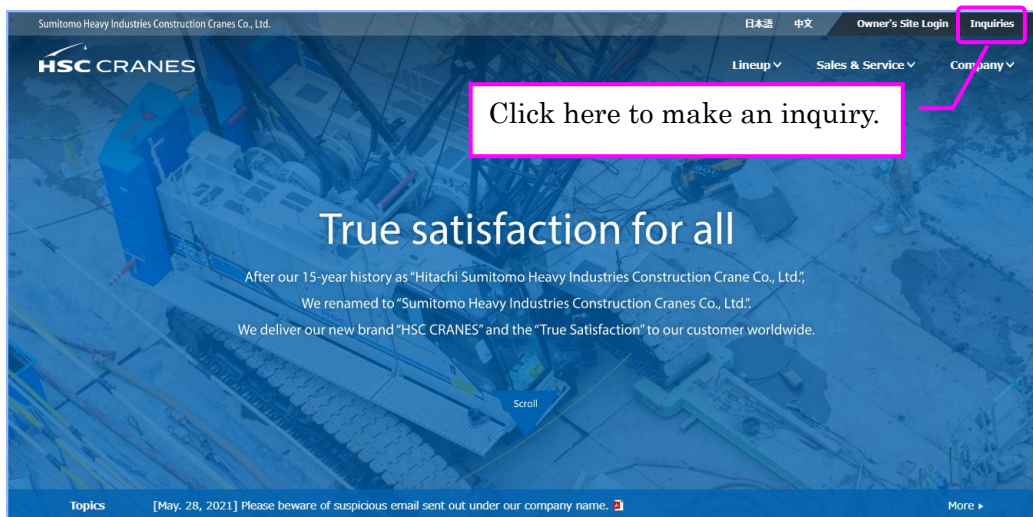 Sumitomo Heavy Industries Construction Cranes Co., Ltd.
日本語 中文 Owner's Site Login Inquiries
HSC CRANES
Lineup Sales & Service Company
Click here to make an inquiry.
True satisfaction for all
After our 15-year history as "Hitachi Sumitomo Heavy Industries Construction Crane Co., Ltd.",
We renamed to "Sumitomo Heavy Industries Construction Cranes Co., Ltd.".
We deliver our new brand "HSC CRANES" and the "True Satisfaction" to our customer worldwide.
Scroll
Topics [May. 28, 2021] Please beware of suspicious email sent out under our company name. More